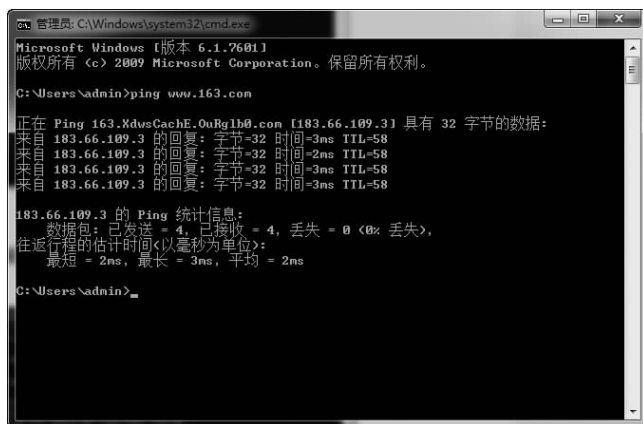 管理员: C:\Windows\system32\cmd.exe
Microsoft Windows [版本 6.1.7601]
版权所有 (c) 2009 Microsoft Corporation。保留所有权利。
C:\Users\admin>ping www.163.com
正在 Ping 163.XdwsCachE.OuRglb0.com [183.66.109.3] 具有 32 字节的数据:
来自 183.66.109.3 的回复: 字节=32 时间=3ms TTL=58
来自 183.66.109.3 的回复: 字节=32 时间=2ms TTL=58
来自 183.66.109.3 的回复: 字节=32 时间=3ms TTL=58
来自 183.66.109.3 的回复: 字节=32 时间=3ms TTL=58
183.66.109.3 的 Ping 统计信息:
数据包: 已发送 = 4, 已接收 = 4, 丢失 = 0 (0% 丢失),
往返行程的估计时间(以毫秒为单位):
最短 = 2ms, 最长 = 3ms, 平均 = 2ms
C:\Users\admin>_